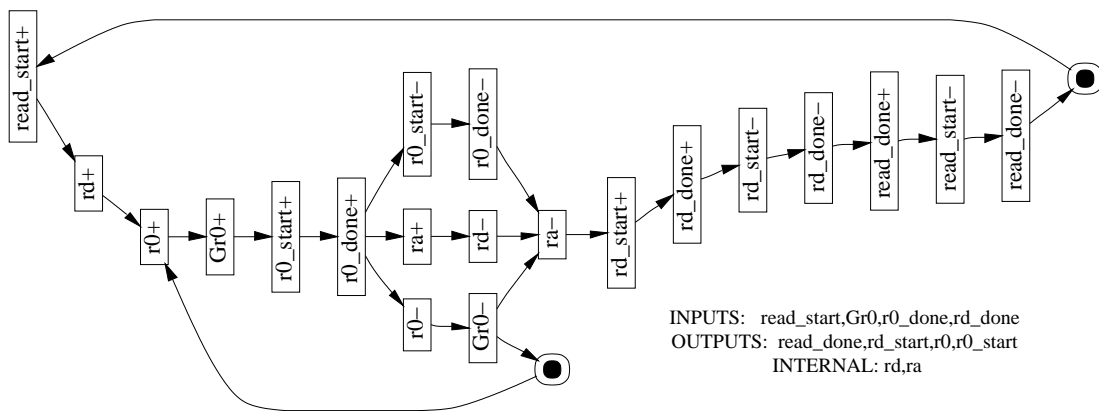 read_start+
rd+
r0+
Gr0+
r0_start+
r0_done+
r0_start−
r0_done−
ra+
rd−
r0−
Gr0−
ra−
rd_start+
rd_done+
rd_start−
rd_done−
read_done+
read_start−
read_done−
INPUTS: read_start,Gr0,r0_done,rd_done
OUTPUTS: read_done,rd_start,r0,r0_start
INTERNAL: rd,ra